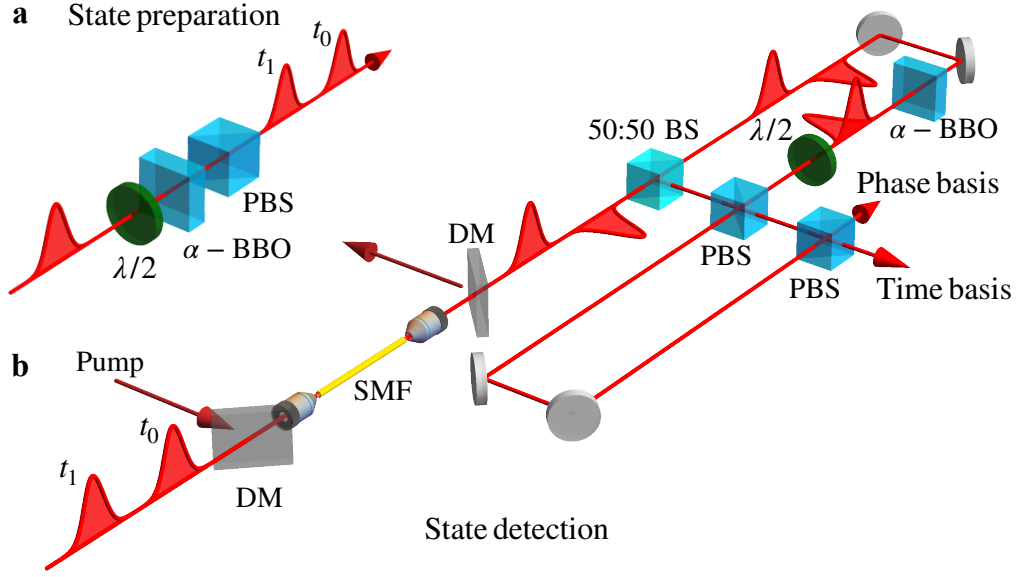 a State preparation
t₁ t₀
λ/2
α − BBO
PBS
50:50 BS
λ/2
α − BBO
Phase basis
DM
PBS
PBS
Time basis
b
Pump
SMF
t₁ t₀
DM
State detection